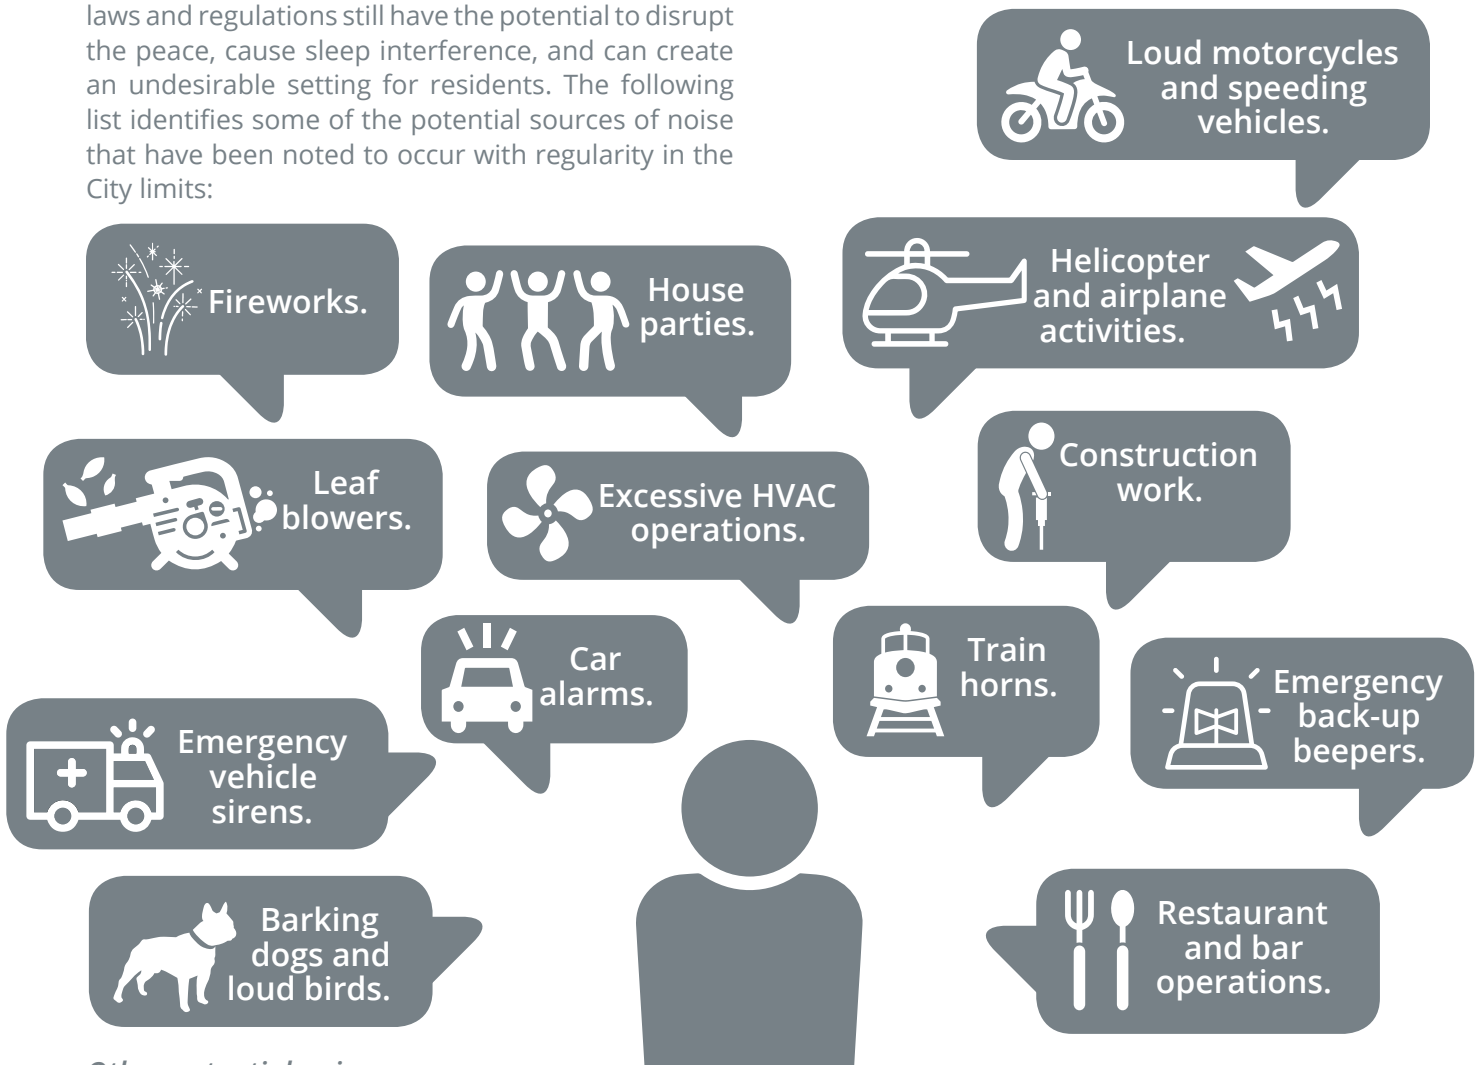 laws and regulations still have the potential to disrupt
the peace, cause sleep interference, and can create
an undesirable setting for residents. The following
list identifies some of the potential sources of noise
that have been noted to occur with regularity in the
City limits:
Loud motorcycles
and speeding
vehicles.
Fireworks.
House
parties.
Helicopter
and airplane
activities.
Leaf
blowers.
Excessive HVAC
operations.
Construction
work.
Car
alarms.
Train
horns.
Emergency
back-up
beepers.
Emergency
vehicle
sirens.
Barking
dogs and
loud birds.
Restaurant
and bar
operations.